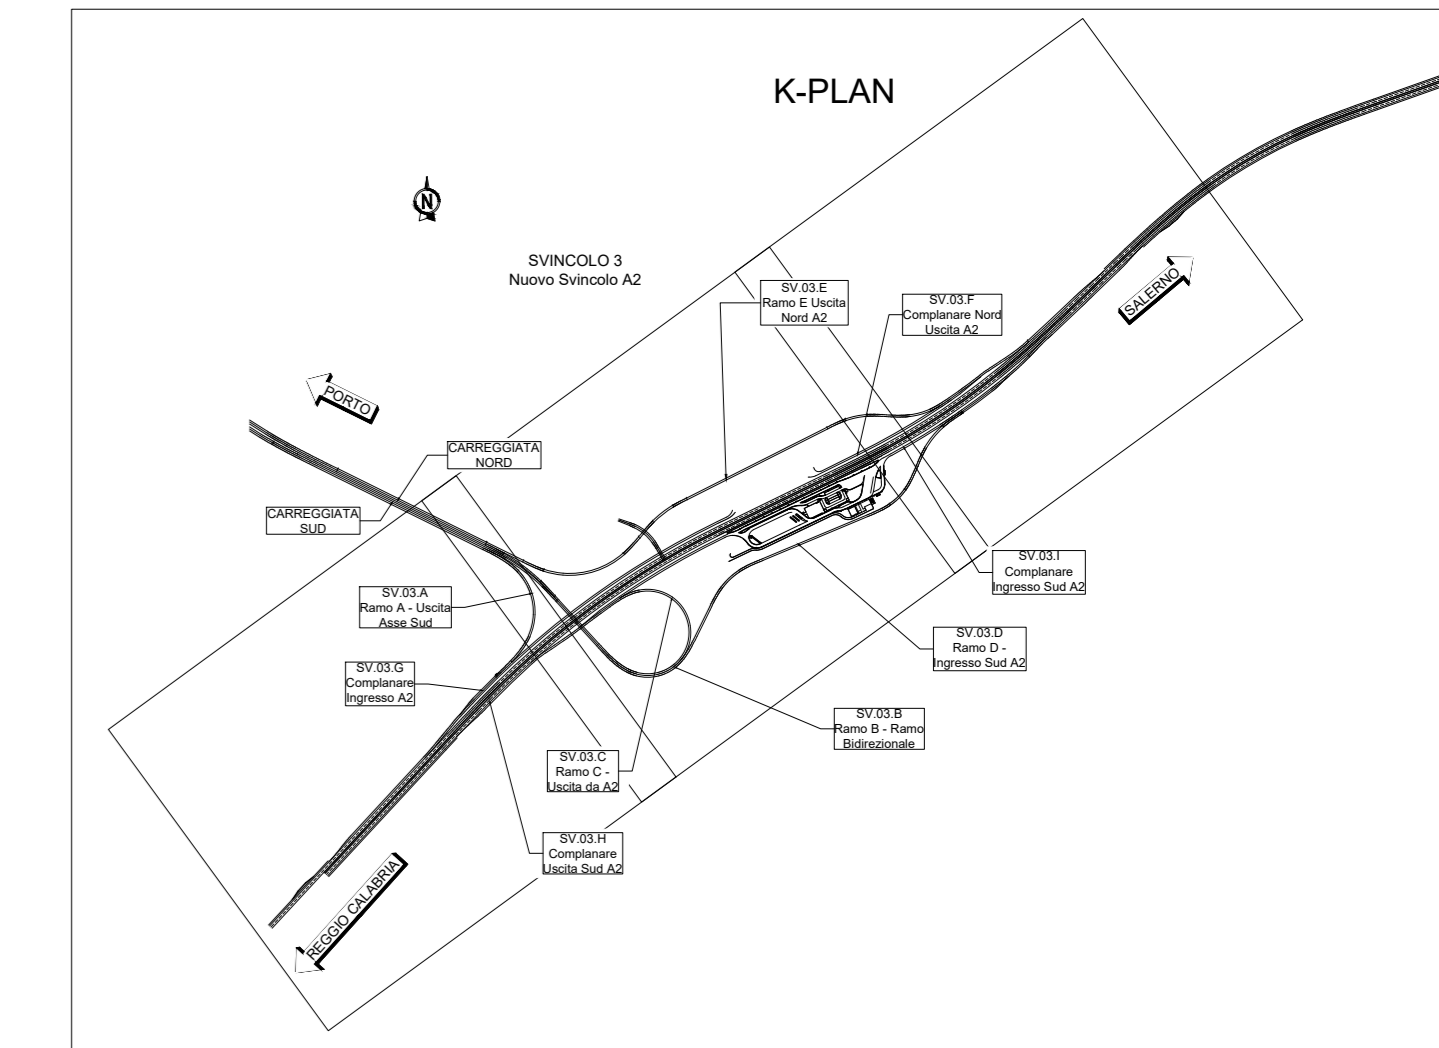 K-PLAN
N
SVINCOLO 3
Nuovo Svincolo A2
SV.03.E
Ramo E Uscita
Nord A2
SV.03.F
Complanare Nord
Uscita A2
SALERNO
PORTO
CARREGGIATA
NORD
CARREGGIATA
SUD
SV.03.I
Complanare
Ingresso Sud A2
SV.03.A
Ramo A - Uscita
Asse Sud
SV.03.D
Ramo D -
Ingresso Sud A2
SV.03.G
Complanare
Ingresso A2
SV.03.B
Ramo B - Ramo
Bidirezionale
SV.03.C
Ramo C -
Uscita da A2
SV.03.H
Complanare
Uscita Sud A2
REGGIO CALABRIA